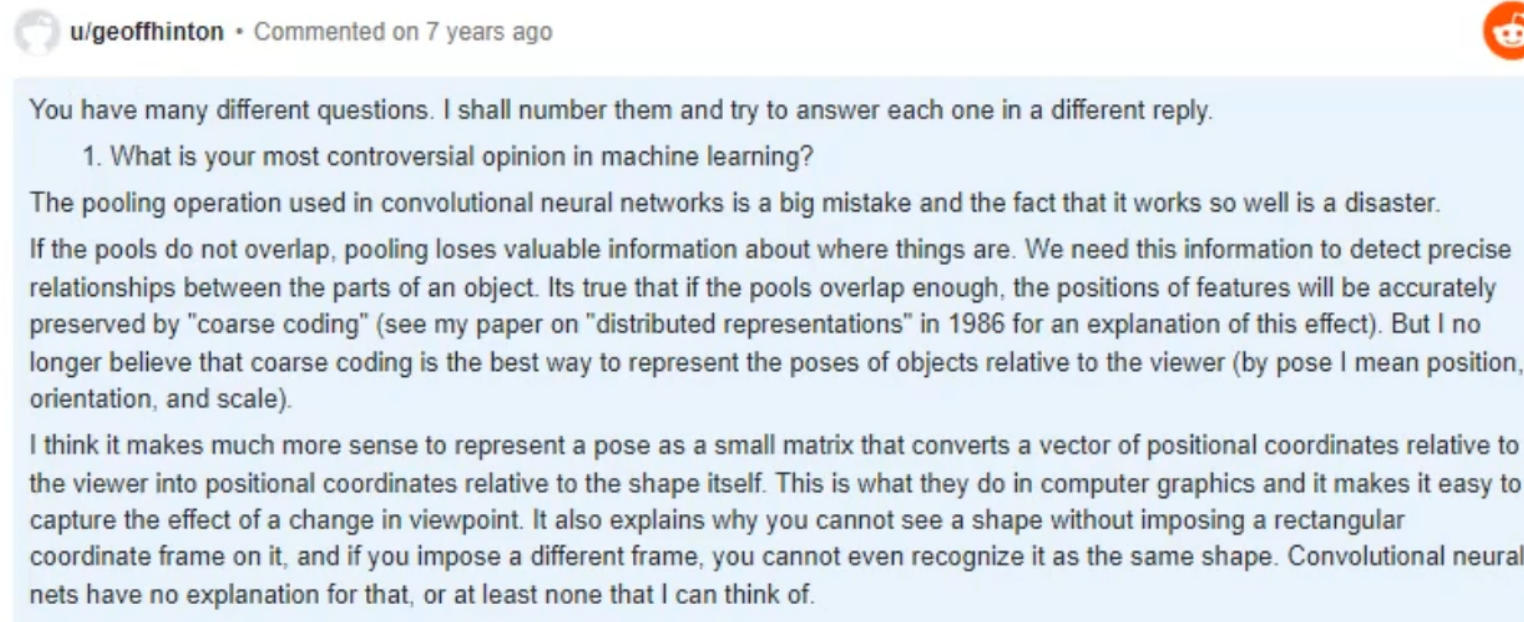 u/geoffhinton • Commented on 7 years ago
You have many different questions. I shall number them and try to answer each one in a different reply.
1. What is your most controversial opinion in machine learning?
The pooling operation used in convolutional neural networks is a big mistake and the fact that it works so well is a disaster.
If the pools do not overlap, pooling loses valuable information about where things are. We need this information to detect precise
relationships between the parts of an object. Its true that if the pools overlap enough, the positions of features will be accurately
preserved by "coarse coding" (see my paper on "distributed representations" in 1986 for an explanation of this effect). But I no
longer believe that coarse coding is the best way to represent the poses of objects relative to the viewer (by pose I mean position,
orientation, and scale).
I think it makes much more sense to represent a pose as a small matrix that converts a vector of positional coordinates relative to
the viewer into positional coordinates relative to the shape itself. This is what they do in computer graphics and it makes it easy to
capture the effect of a change in viewpoint. It also explains why you cannot see a shape without imposing a rectangular
coordinate frame on it, and if you impose a different frame, you cannot even recognize it as the same shape. Convolutional neural
nets have no explanation for that, or at least none that I can think of.